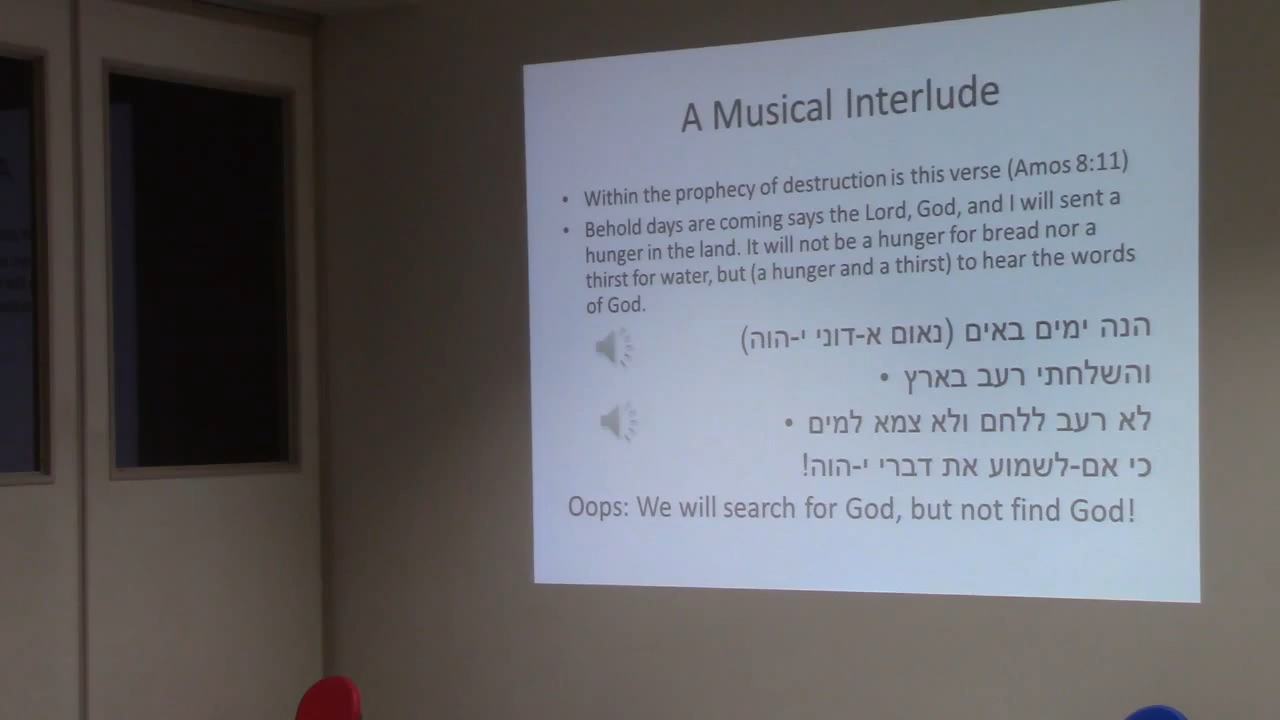 A Musical Interlude
• Within the prophecy of destruction is this verse (Amos 8:11)
• Behold days are coming says the Lord, God, and I will sent a
hunger in the land. It will not be a hunger for bread nor a
thirst for water, but (a hunger and a thirst) to hear the words
of God.
הנה ימים באים (נאום א-דוני י-הוה)
והשלחתי רעב בארץ •
לא רעב ללחם ולא צמא למים •
כי אם-לשמוע את דברי י-הוה!
Oops: We will search for God, but not find God!